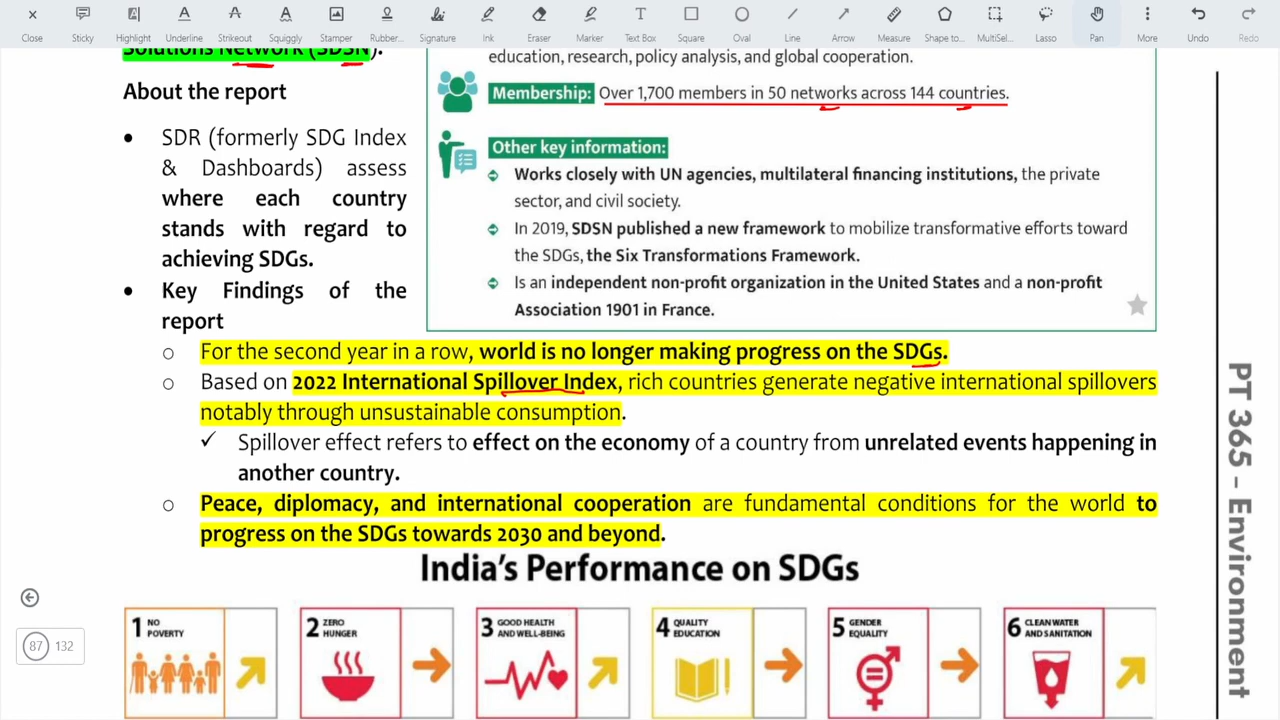 Close Sticky Highlight Underline Strikeout Squiggly Stamper Rubber... Signature Ink Eraser Marker Text Box Square Oval Line Arrow Measure Shape to... MultiSel... Lasso Pan More Undo Redo
Solutions Network (SDSN).
About the report
• SDR (formerly SDG Index
& Dashboards) assess
where each country
stands with regard to
achieving SDGs.
• Key Findings of the
report
education, research, policy analysis, and global cooperation.
Membership: Over 1,700 members in 50 networks across 144 countries.
Other key information:
Works closely with UN agencies, multilateral financing institutions, the private
sector, and civil society.
In 2019, SDSN published a new framework to mobilize transformative efforts toward
the SDGs, the Six Transformations Framework.
Is an independent non-profit organization in the United States and a non-profit
Association 1901 in France.
o For the second year in a row, world is no longer making progress on the SDGs.
o Based on 2022 International Spillover Index, rich countries generate negative international spillovers
notably through unsustainable consumption.
✓ Spillover effect refers to effect on the economy of a country from unrelated events happening in
another country.
o Peace, diplomacy, and international cooperation are fundamental conditions for the world to
progress on the SDGs towards 2030 and beyond.
India's Performance on SDGs
1 NO
POVERTY
2 ZERO
HUNGER
3 GOOD HEALTH
AND WELL-BEING
4 QUALITY
EDUCATION
5 GENDER
EQUALITY
6 CLEAN WATER
AND SANITATION
87 132
PT 365 - Environment